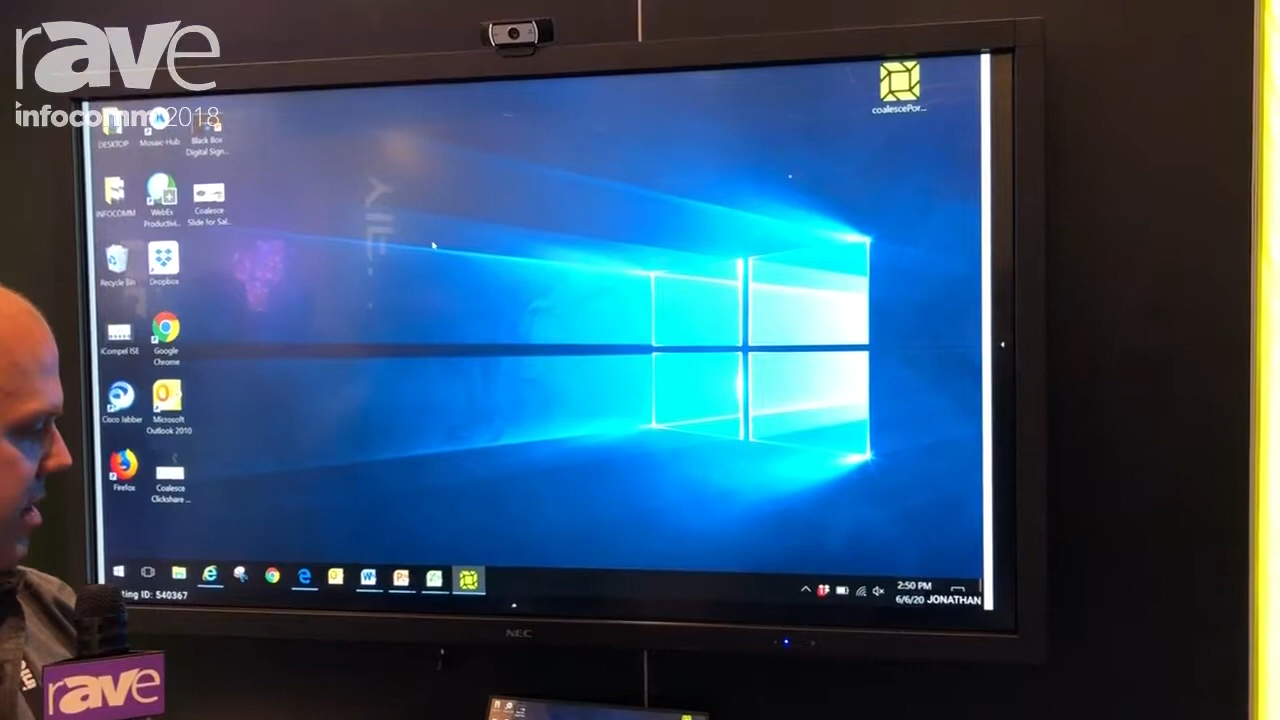 rave
infocomm 2018
coalescePor...
DESKTOP
Mosaic-Hub
Black Box
Digital Sign...
INFOCOMM
WebEx
Productivi...
Coalesce
Slide for Sal...
Recycle Bin
Dropbox
iCompel ISE
Google
Chrome
Cisco Jabber
Microsoft
Outlook 2010
Firefox
Coalesce
Clickshare ...
2:50 PM
ting ID: 540367
6/6/20 JONATHAN
NEC
rave